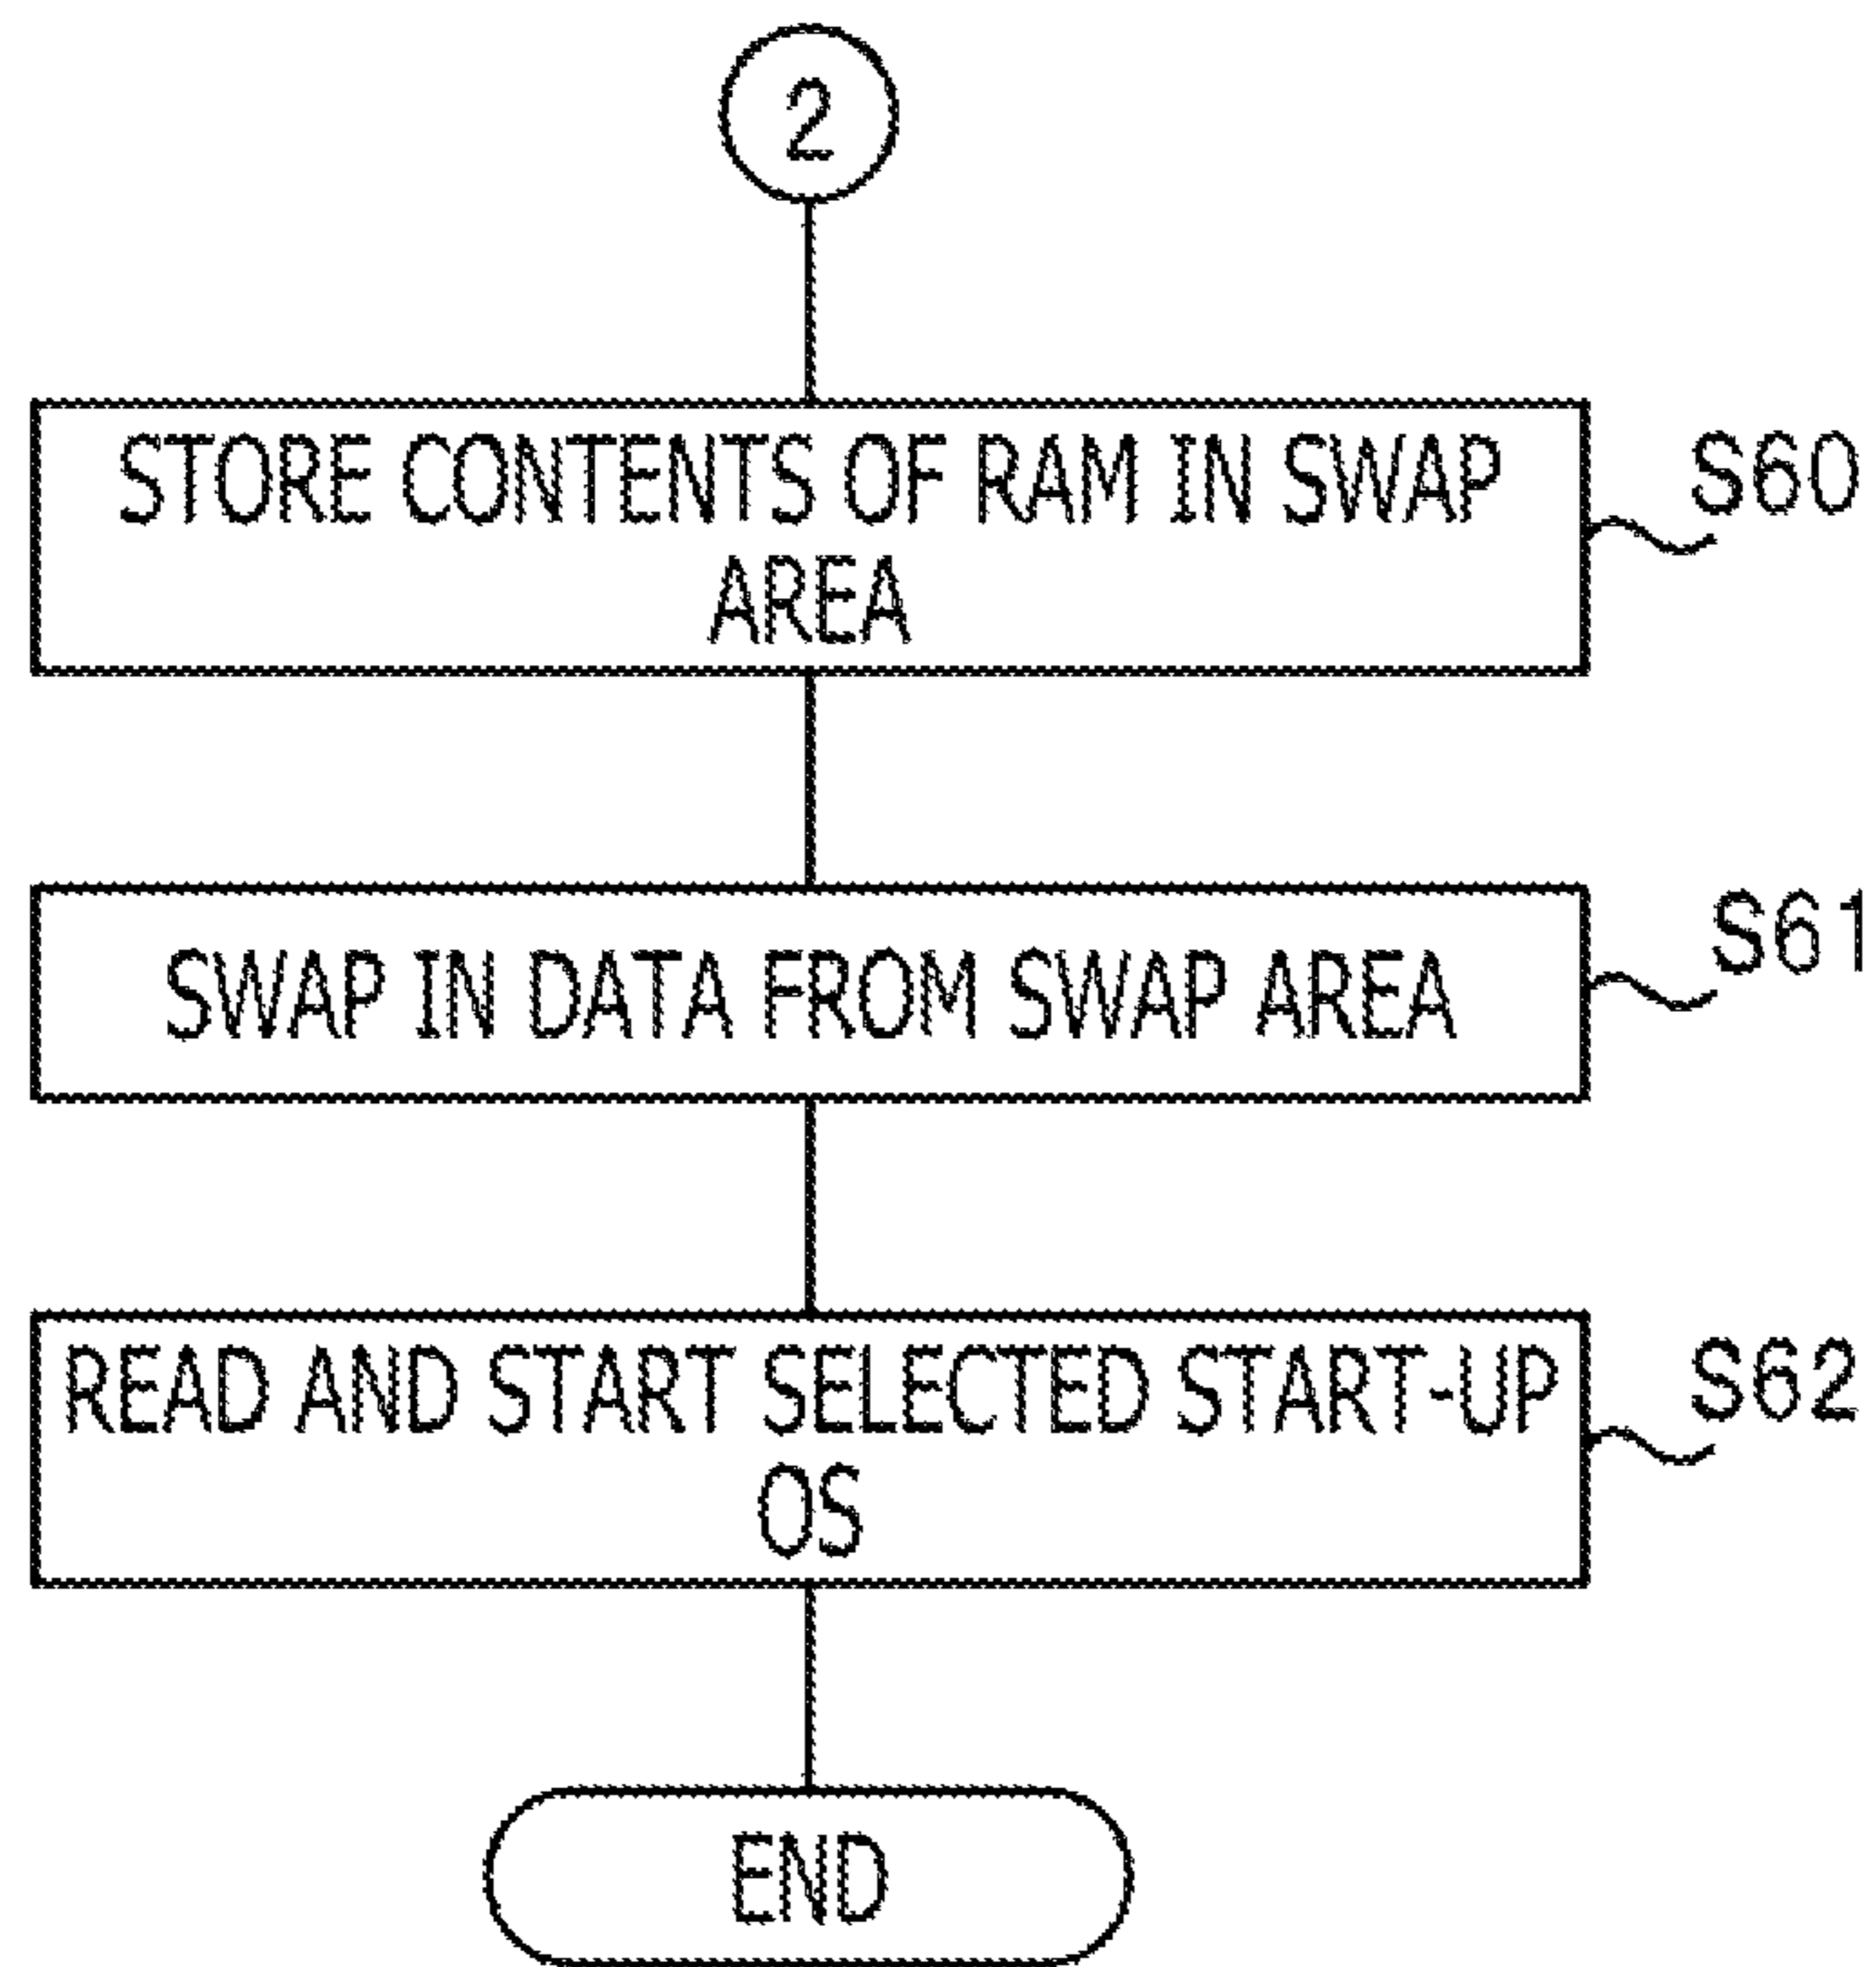 2
STORE CONTENTS OF RAM IN SWAP
AREA
S60
SWAP IN DATA FROM SWAP AREA
S61
READ AND START SELECTED START-UP
OS
S62
END